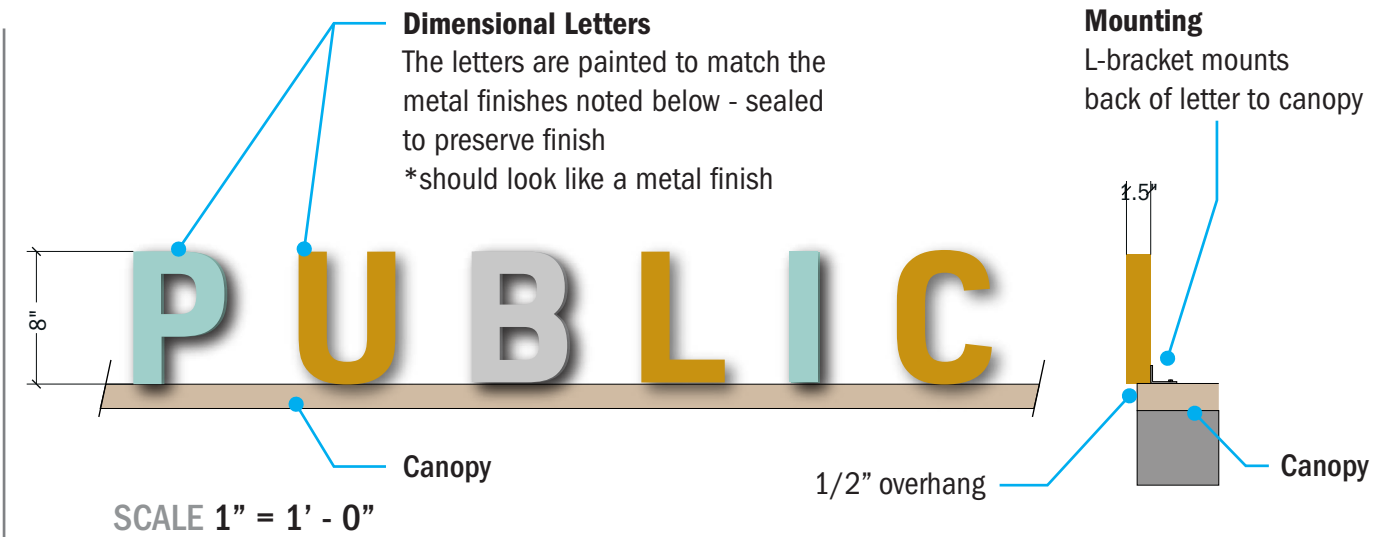 Dimensional Letters
The letters are painted to match the
metal finishes noted below - sealed
to preserve finish
*should look like a metal finish
Mounting
L-bracket mounts
back of letter to canopy
1.5"
8"
PUBLIC
Canopy
1/2” overhang
Canopy
SCALE 1” = 1’ - 0”